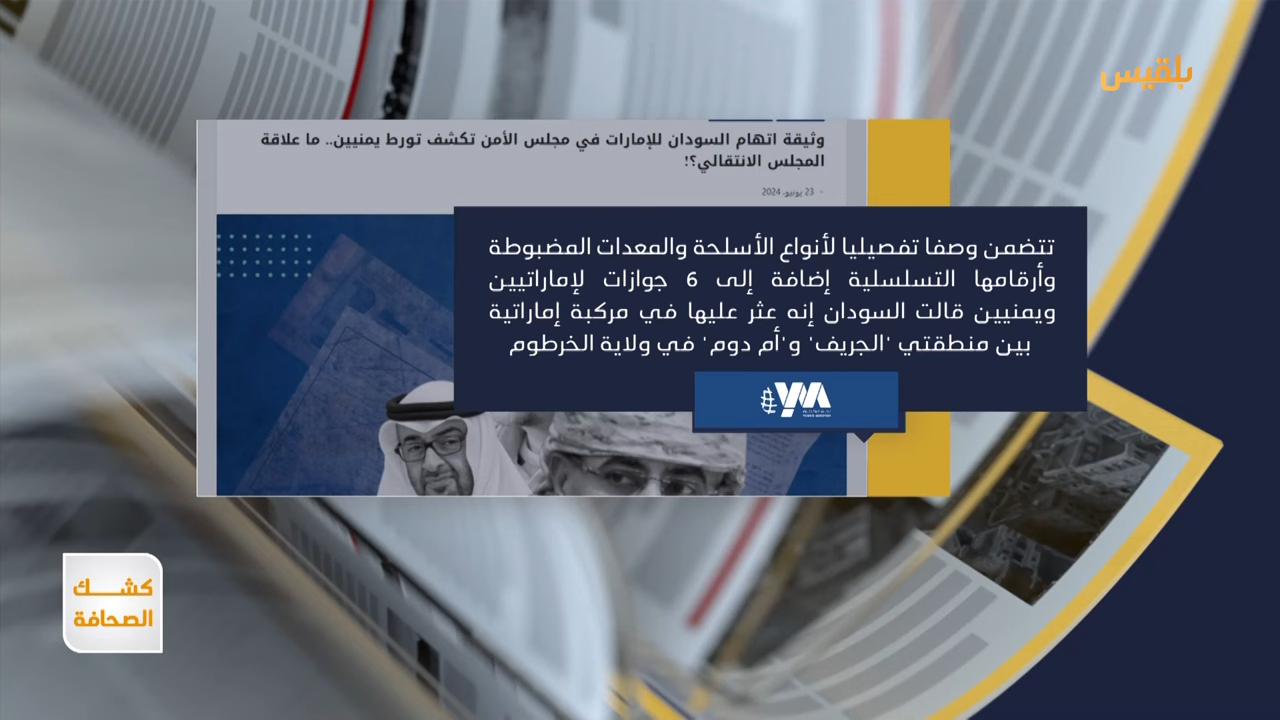 بلقيس
وثيقة اتهام السودان للإمارات في مجلس الأمن تكشف تورط يمنيين.. ما علاقة
المجلس الانتقالي؟!
23 يونيو، 2024
تتضمن وصفا تفصيليا لأنواع الأسلحة والمعدات المضبوطة
وأرقامها التسلسلية إضافة إلى 6 جوازات لإماراتيين
ويمنيين قالت السودان إنه عثر عليها في مركبة إماراتية
بين منطقتي 'الجريف' و'أم دوم' في ولاية الخرطوم
YM
كشك
الصحافة